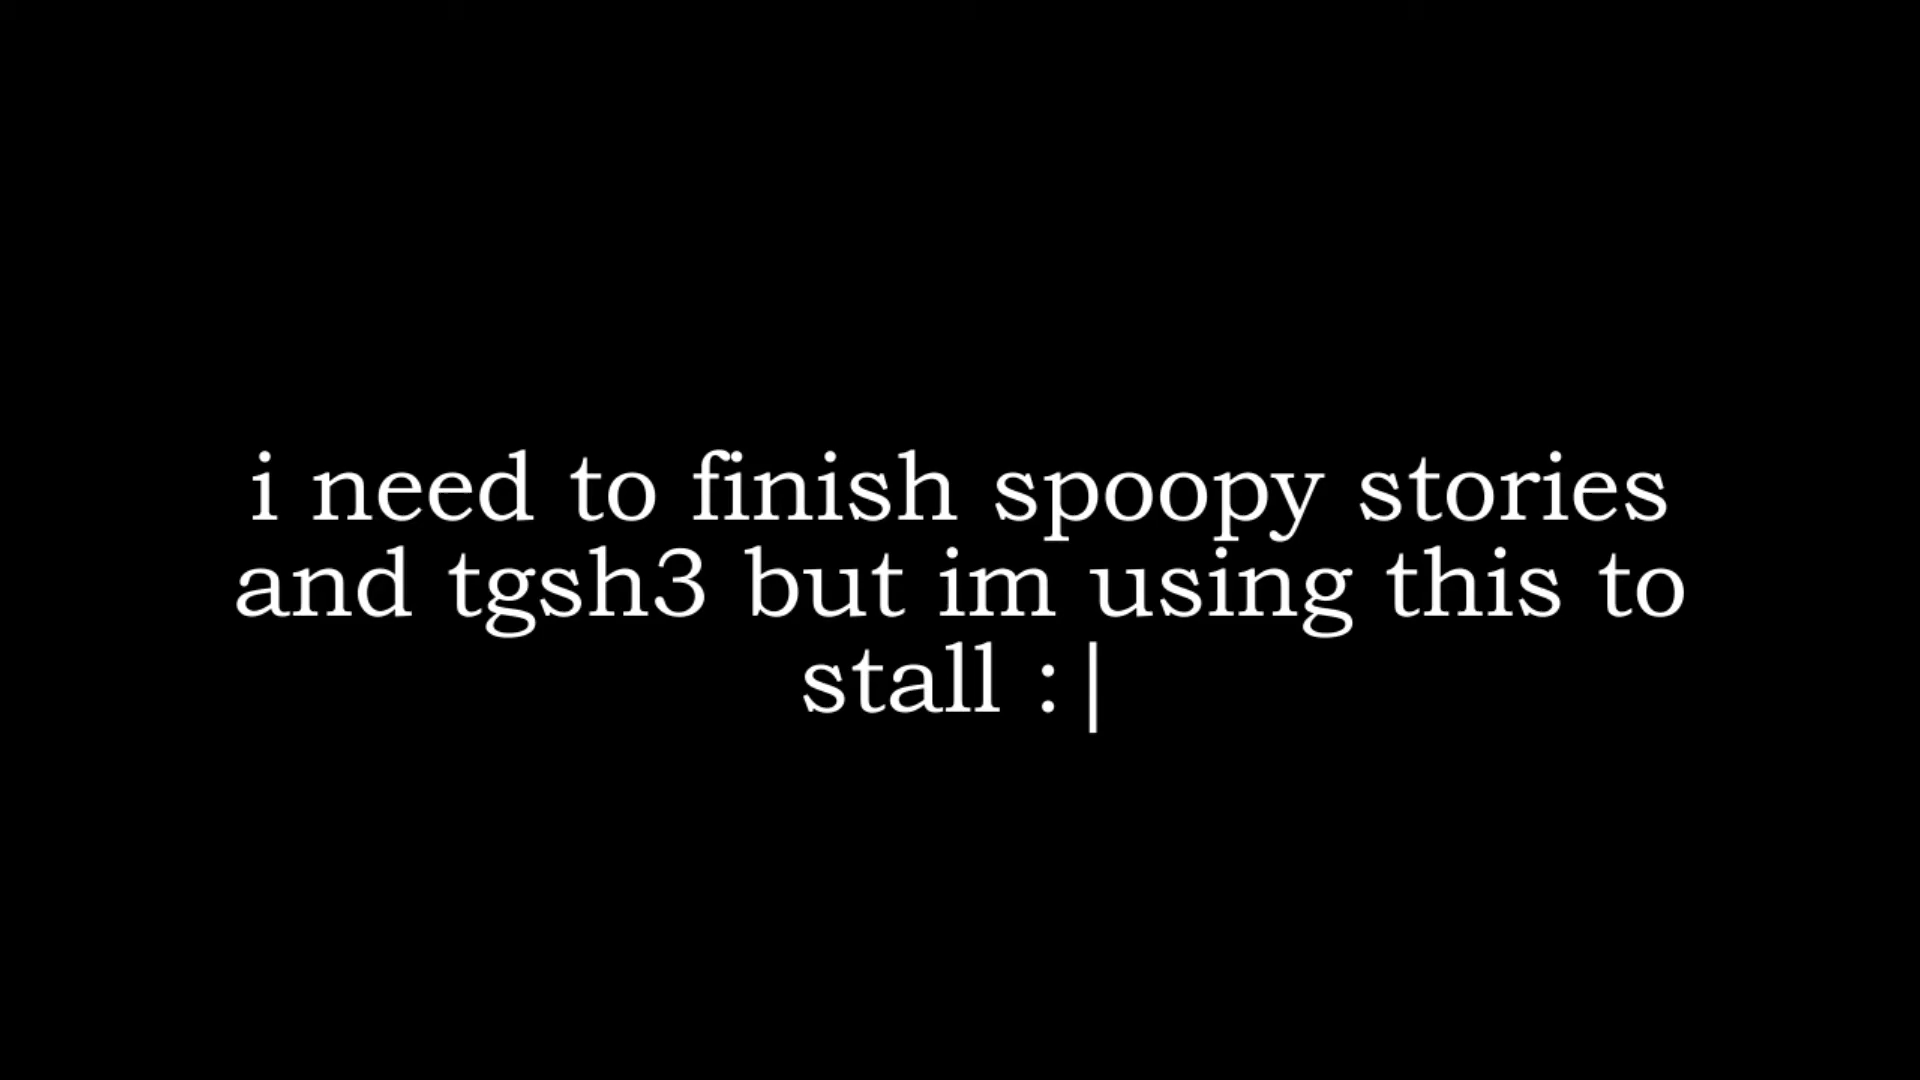 i need to finish spoopy stories
and tgsh3 but im using this to
stall :|